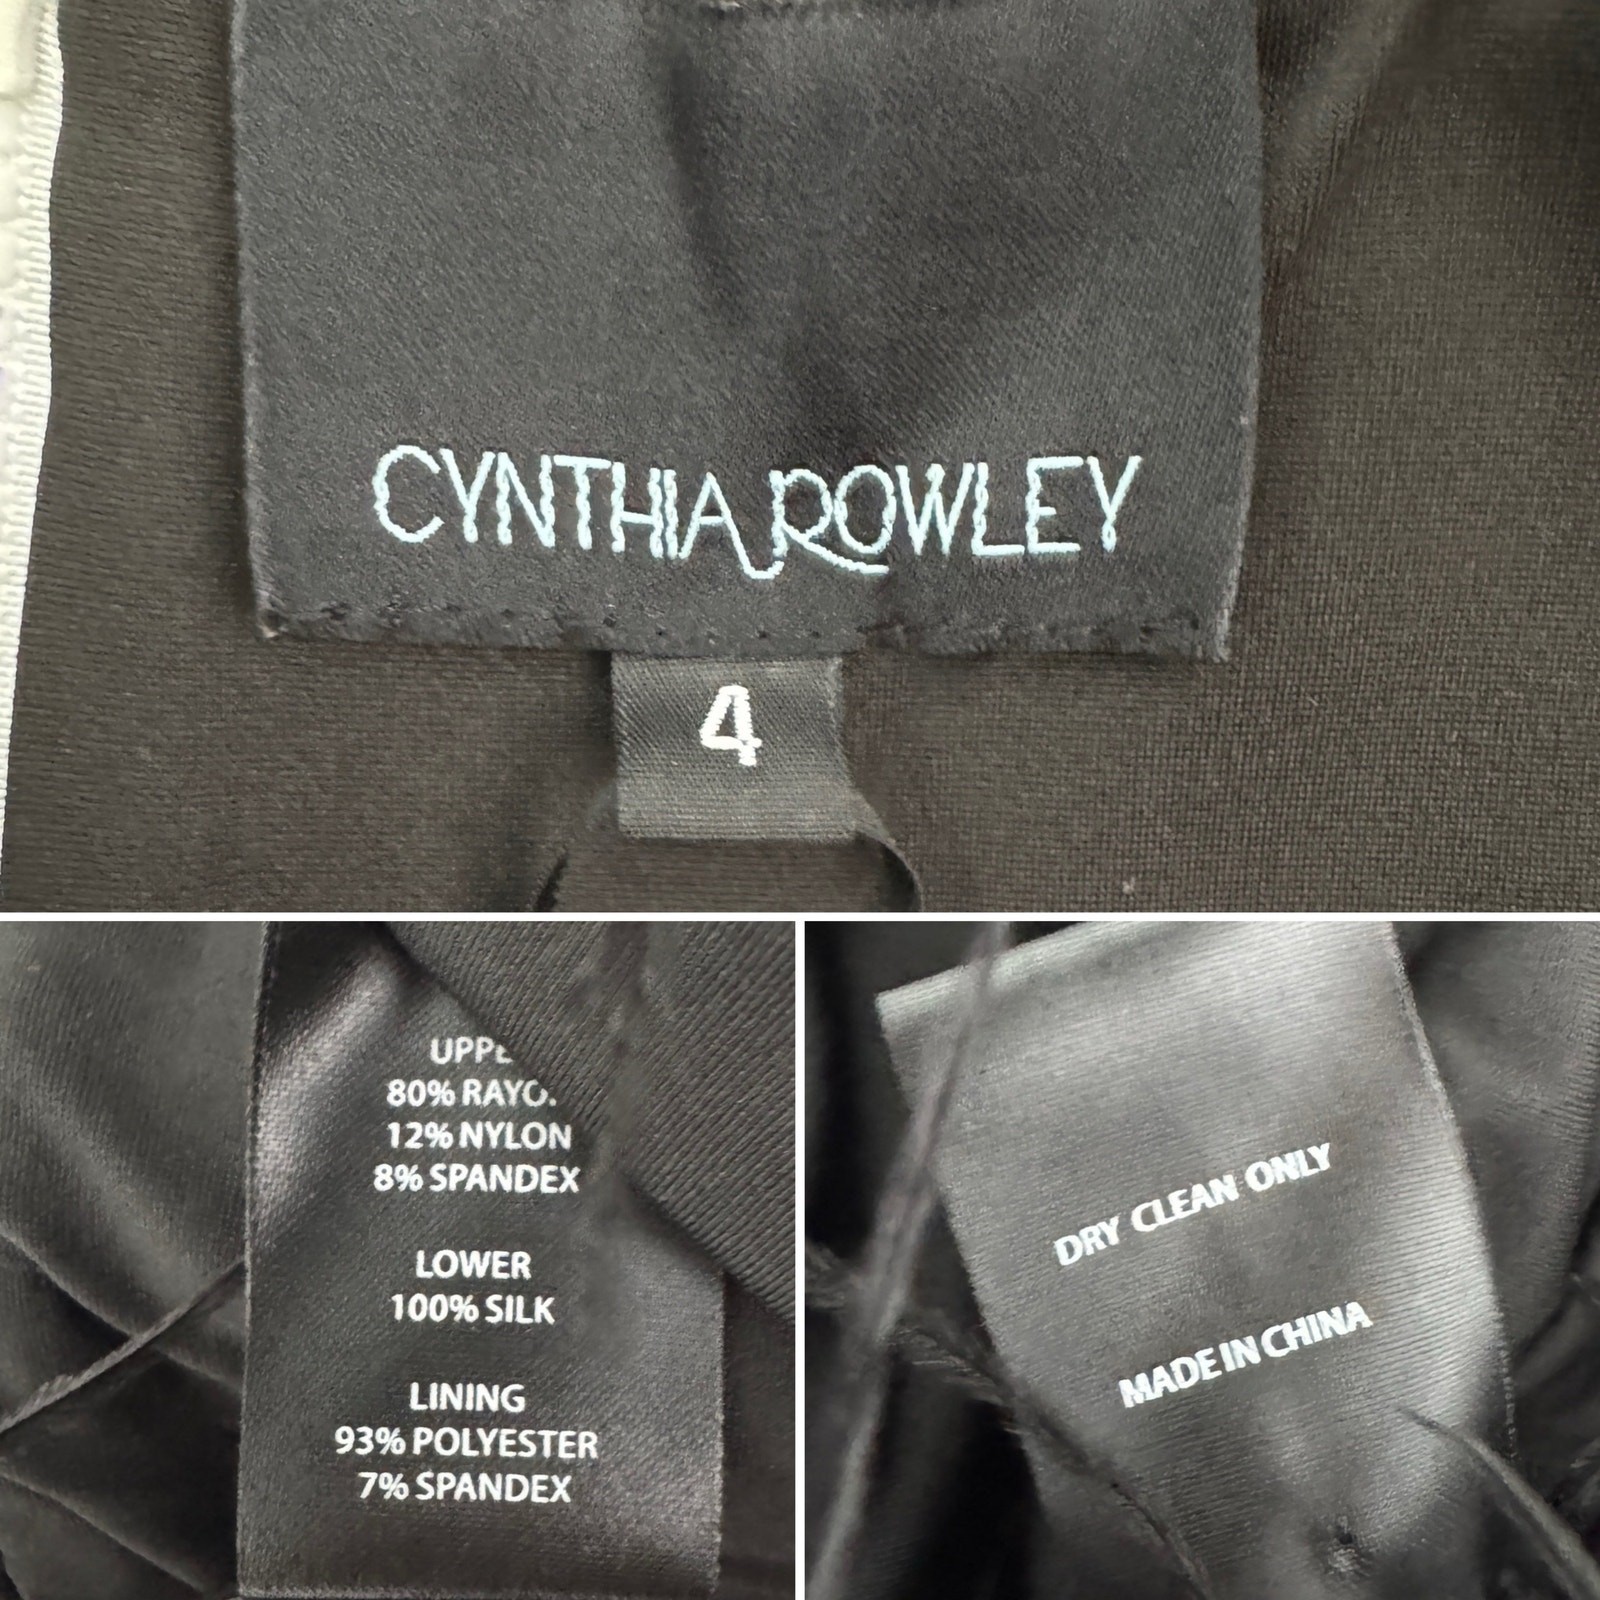 CYNTHIA ROWLEY
4
80%
12% NYLON
8% SPANDEX
LOWER
100% SILK
LINING
93% POLYESTER
7% SPANDEX
DRY CLEAN ONLY
MADE IN CHINA